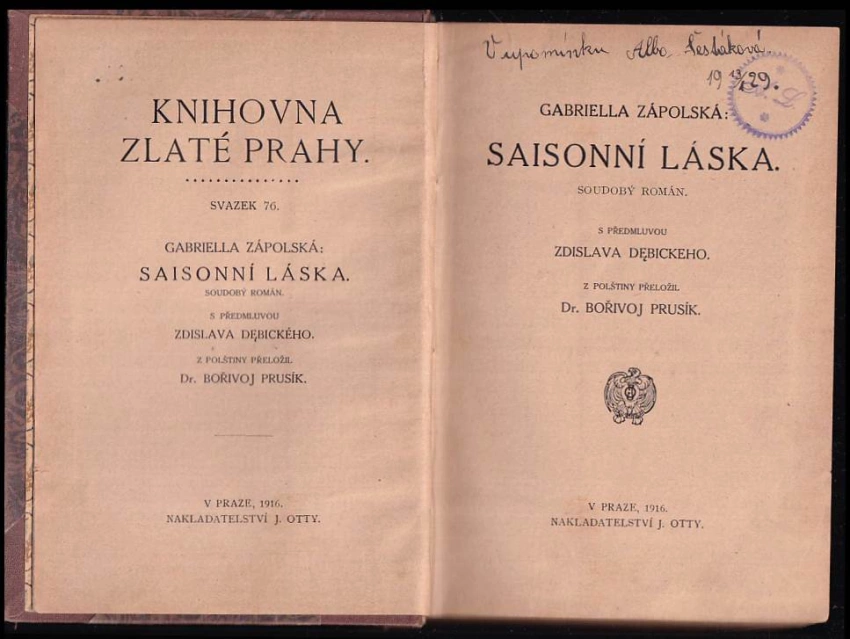 KNIHOVNA
ZLATÉ PRAHY.
SVAZEK 76.
GABRIELLA ZÁPOLSKÁ:
SAISONNÍ LÁSKA.
SOUDOBÝ ROMÁN.
S PŘEDMLUVOU
ZDISLAVA DĘBICKÉHO.
Z POLŠTINY PŘELOŽIL
Dr. BOŘIVOJ PRUSÍK.
V PRAZE, 1916.
NAKLADATELSTVÍ J. OTTY.
V upomínku
GABRIELLA ZÁPOLSKÁ:
SAISONNÍ LÁSKA.
SOUDOBÝ ROMÁN.
S PŘEDMLUVOU
ZDISLAVA DĘBICKEHO.
Z POLŠTINY PŘELOŽIL
Dr. BOŘIVOJ PRUSÍK.
V PRAZE, 1916.
NAKLADATELSTVÍ J. OTTY.